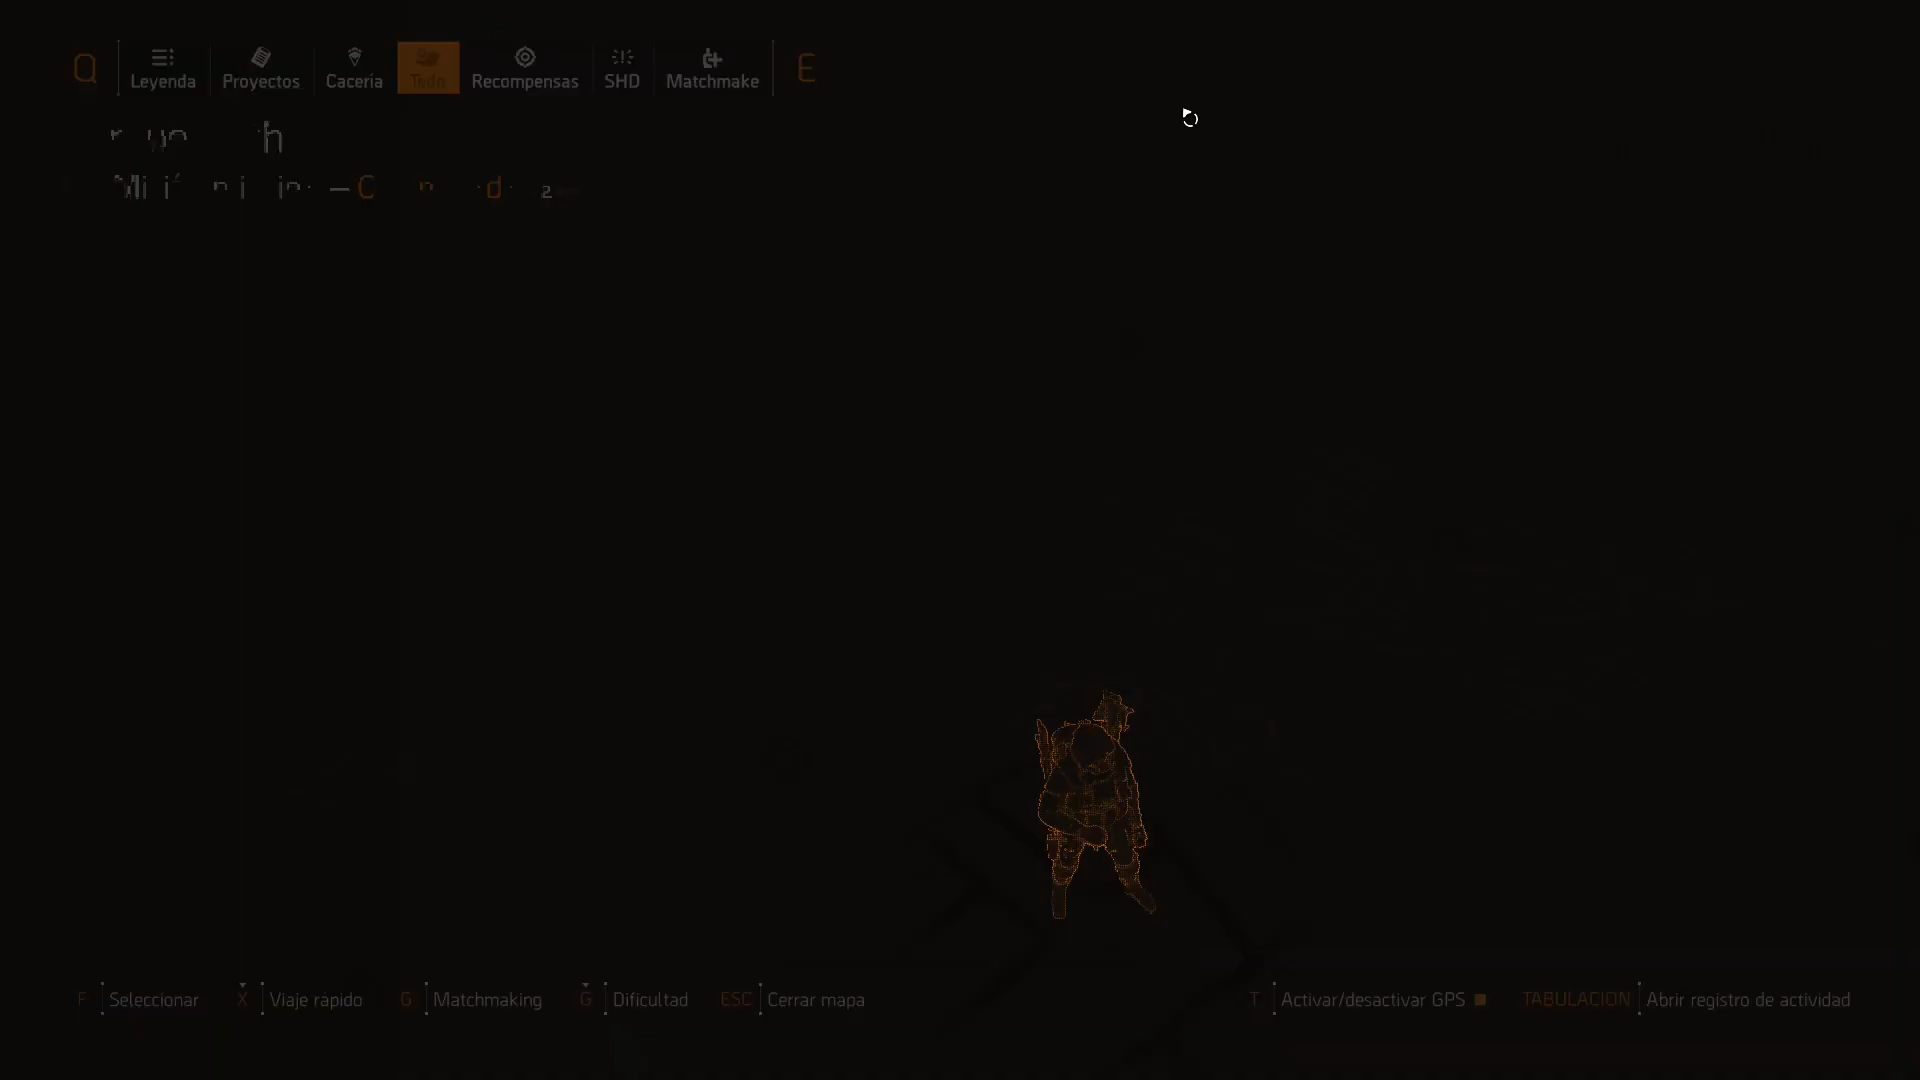 Q Leyenda Proyectos Cacería Todo Recompensas SHD Matchmake E
F Seleccionar X Viaje rápido G Matchmaking G Dificultad ESC Cerrar mapa T Activar/desactivar GPS TABULACION Abrir registro de actividad